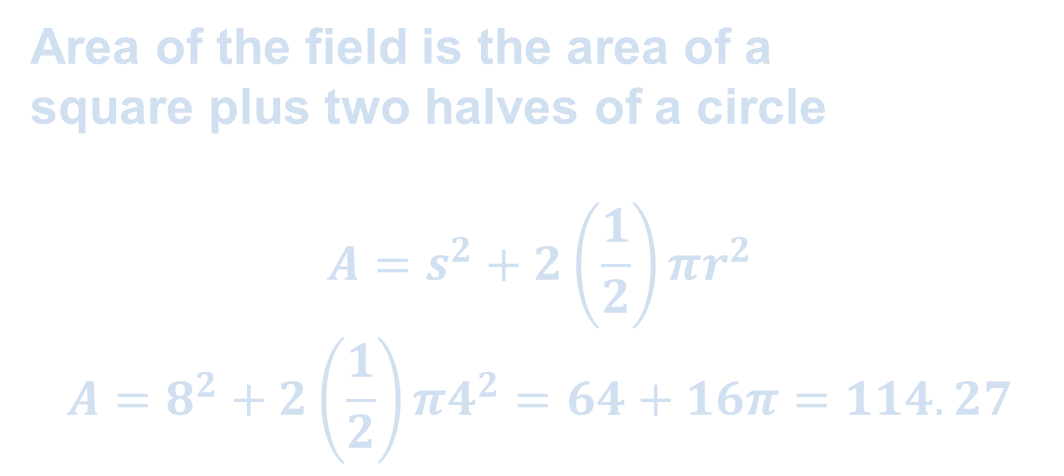 Area of the field is the area of a
square plus two halves of a circle
A = s² + 2(1/2)πr²
A = 8² + 2(1/2)π4² = 64 + 16π = 114.27